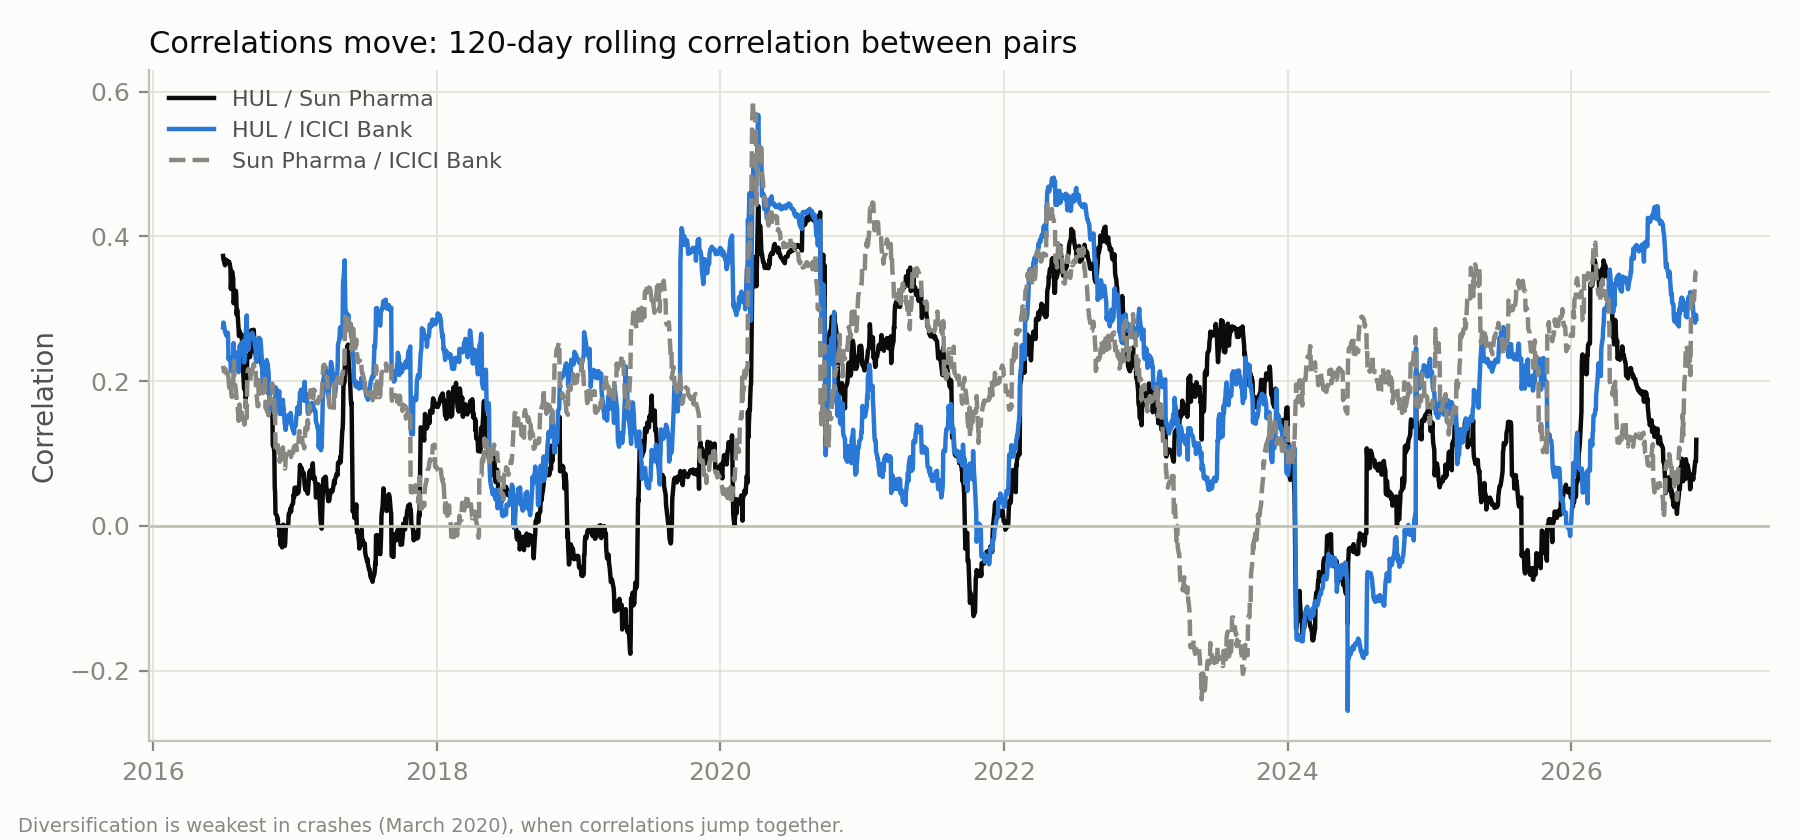 Correlations move: 120-day rolling correlation between pairs
HUL / Sun Pharma
HUL / ICICI Bank
Sun Pharma / ICICI Bank
Correlation
0.6
0.4
0.2
0.0
−0.2
2016 2018 2020 2022 2024 2026
Diversification is weakest in crashes (March 2020), when correlations jump together.